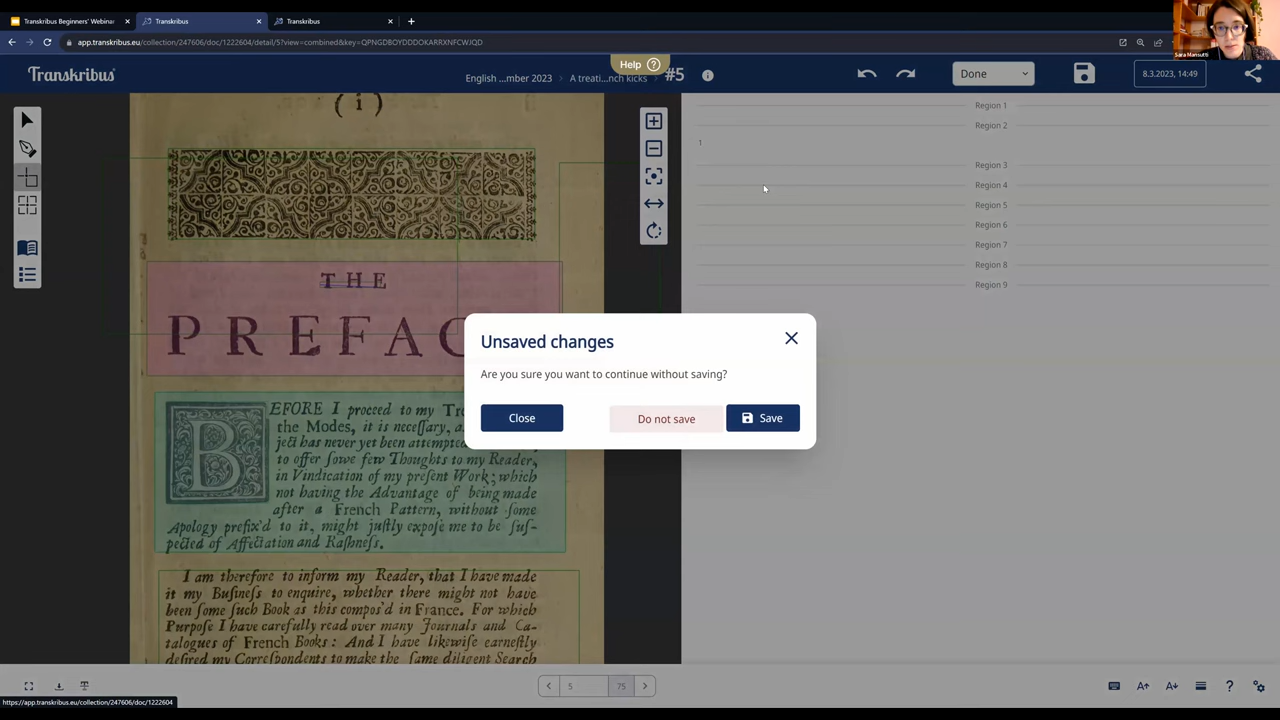 Transkribus Beginners' Webinar
Transkribus
Transkribus
app.transkribus.eu/collection/247606/doc/1222604/detail/5?view=combined&key=QPNGDBOYDDDOKARRXNFCWJQD
Sara Mansutti
Transkribus
Help ?
English ...mber 2023
A treati...nch kicks
#5
Done
8.3.2023, 14:49
( i )
Region 1
Region 2
1
Region 3
Region 4
Region 5
Region 6
Region 7
Region 8
Region 9
THE
PREFAC
Unsaved changes
Are you sure you want to continue without saving?
Close
Do not save
Save
BEFORE I proceed to my
the Modes, it is neceſſary,
ject has never yet been attempted
to offer ſome few Thoughts to my Reader,
in Vindication of my preſent Work; which
not having the Advantage of being made
after a French Pattern, without ſome
Apology prefix'd to it, might juſtly expoſe me to be ſuſ-
pected of Affectation and Raſhneſs.
I am therefore to inform my Reader, that I have made
it my Buſineſs to enquire, whether there might not have
been ſome ſuch Book as this compos'd in France. For which
Purpoſe I have carefully read over many Journals and Ca-
talogues of French Books: And I have likewiſe earneſtly
deſired my Correſpondents to make the ſame diligent Search
5
75
https://app.transkribus.eu/collection/247606/doc/1222604